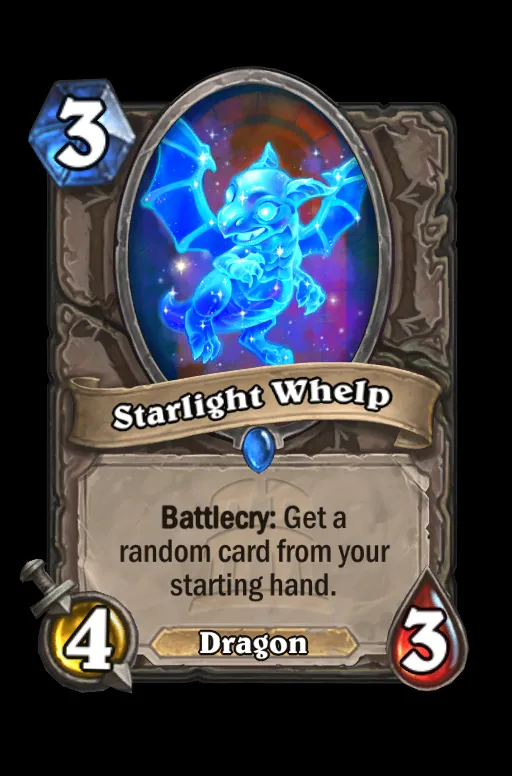 3
Starlight Whelp
Battlecry: Get a
random card from your
starting hand.
4
Dragon
3